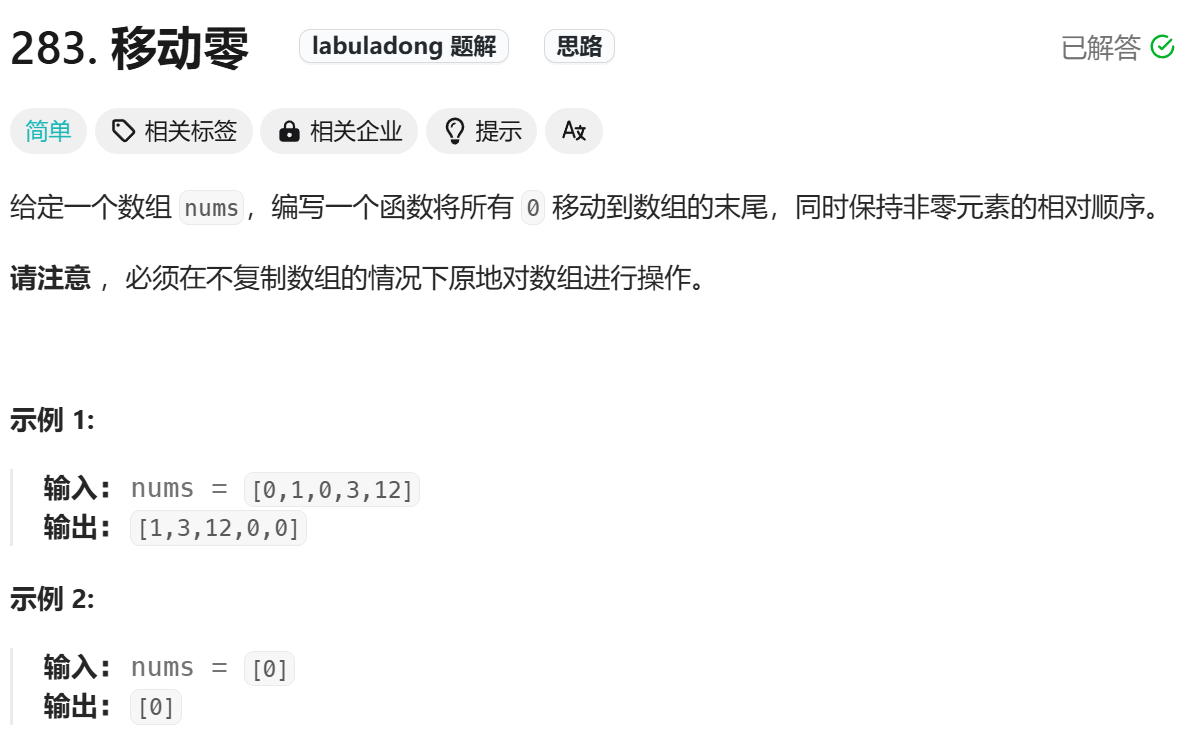 283. 移动零 labuladong 题解 思路 已解答
简单 相关标签 相关企业 提示 A文
给定一个数组 nums，编写一个函数将所有 0 移动到数组的末尾，同时保持非零元素的相对顺序。
请注意 ，必须在不复制数组的情况下原地对数组进行操作。
示例 1:
输入： nums = [0,1,0,3,12]
输出： [1,3,12,0,0]
示例 2:
输入： nums = [0]
输出： [0]